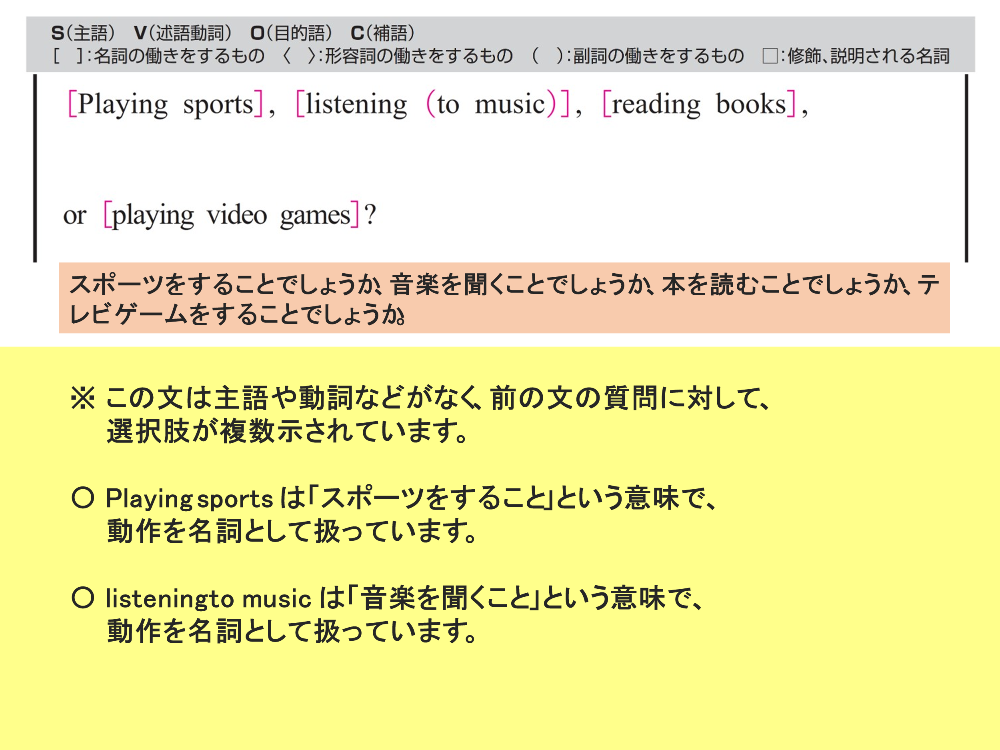 S（主語） V（述語動詞） O（目的語） C（補語）
[ ]：名詞の働きをするもの 〈 〉：形容詞の働きをするもの ( )：副詞の働きをするもの □：修飾、説明される名詞
[Playing sports], [listening (to music)], [reading books],
or [playing video games]?
スポーツをすることでしょうか、音楽を聞くことでしょうか、本を読むことでしょうか、テ
レビゲームをすることでしょうか。
※ この文は主語や動詞などがなく、前の文の質問に対して、
選択肢が複数示されています。
○ Playing sports は「スポーツをすること」という意味で、
動作を名詞として扱っています。
○ listeningto music は「音楽を聞くこと」という意味で、
動作を名詞として扱っています。